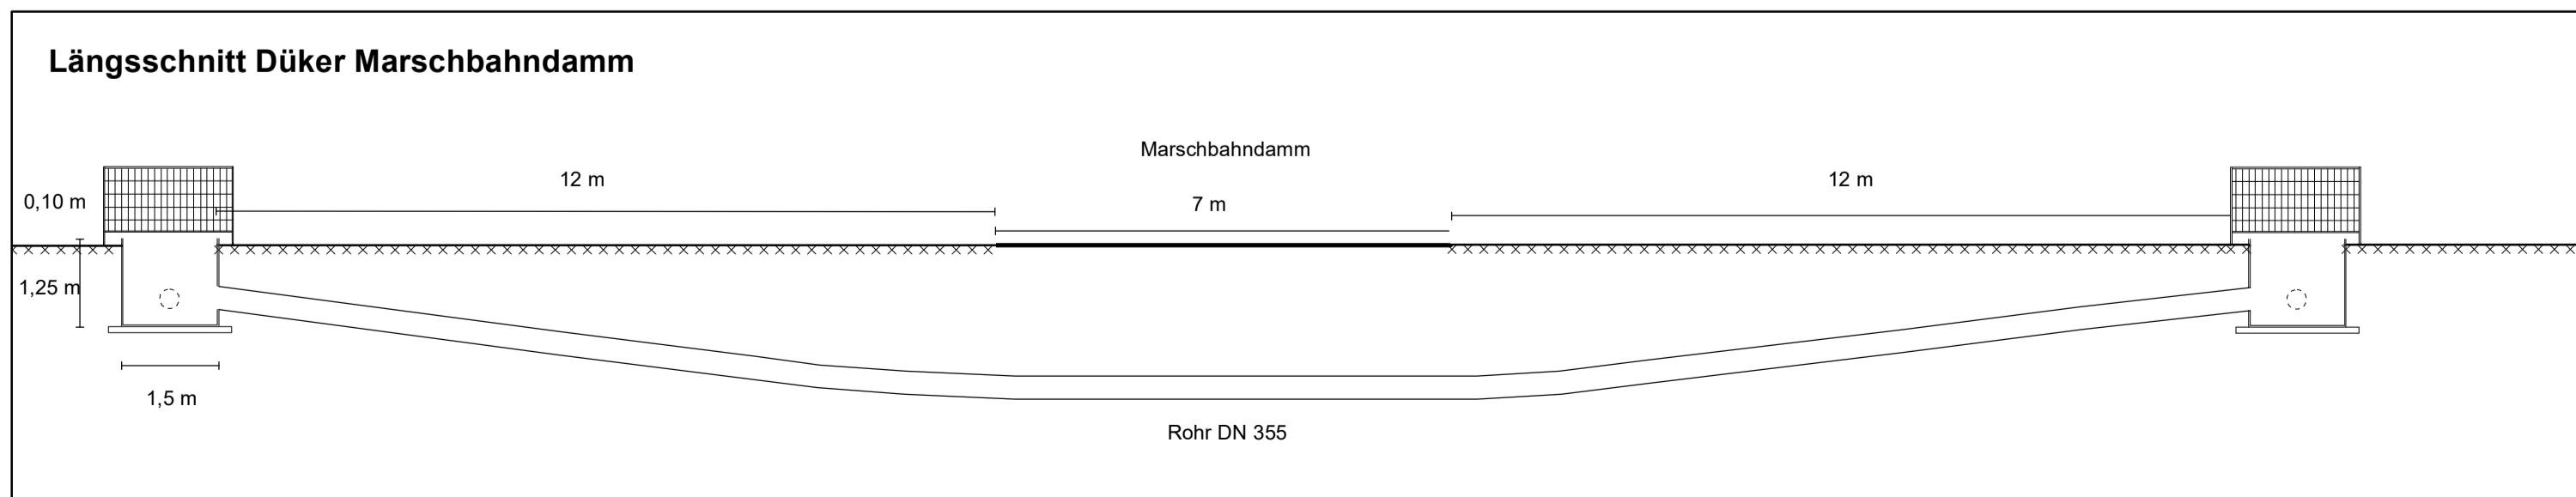 Längsschnitt Düker Marschbahndamm
Marschbahndamm
12 m
12 m
0,10 m
7 m
1,25 m
1,5 m
Rohr DN 355